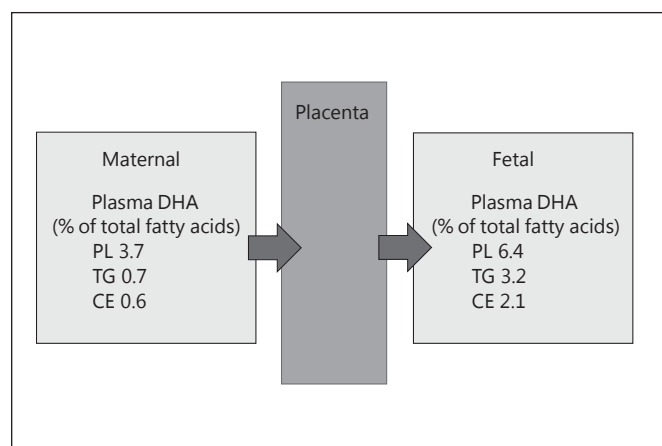 Placenta
Maternal
Plasma DHA
(% of total fatty acids)
PL 3.7
TG 0.7
CE 0.6
Fetal
Plasma DHA
(% of total fatty acids)
PL 6.4
TG 3.2
CE 2.1